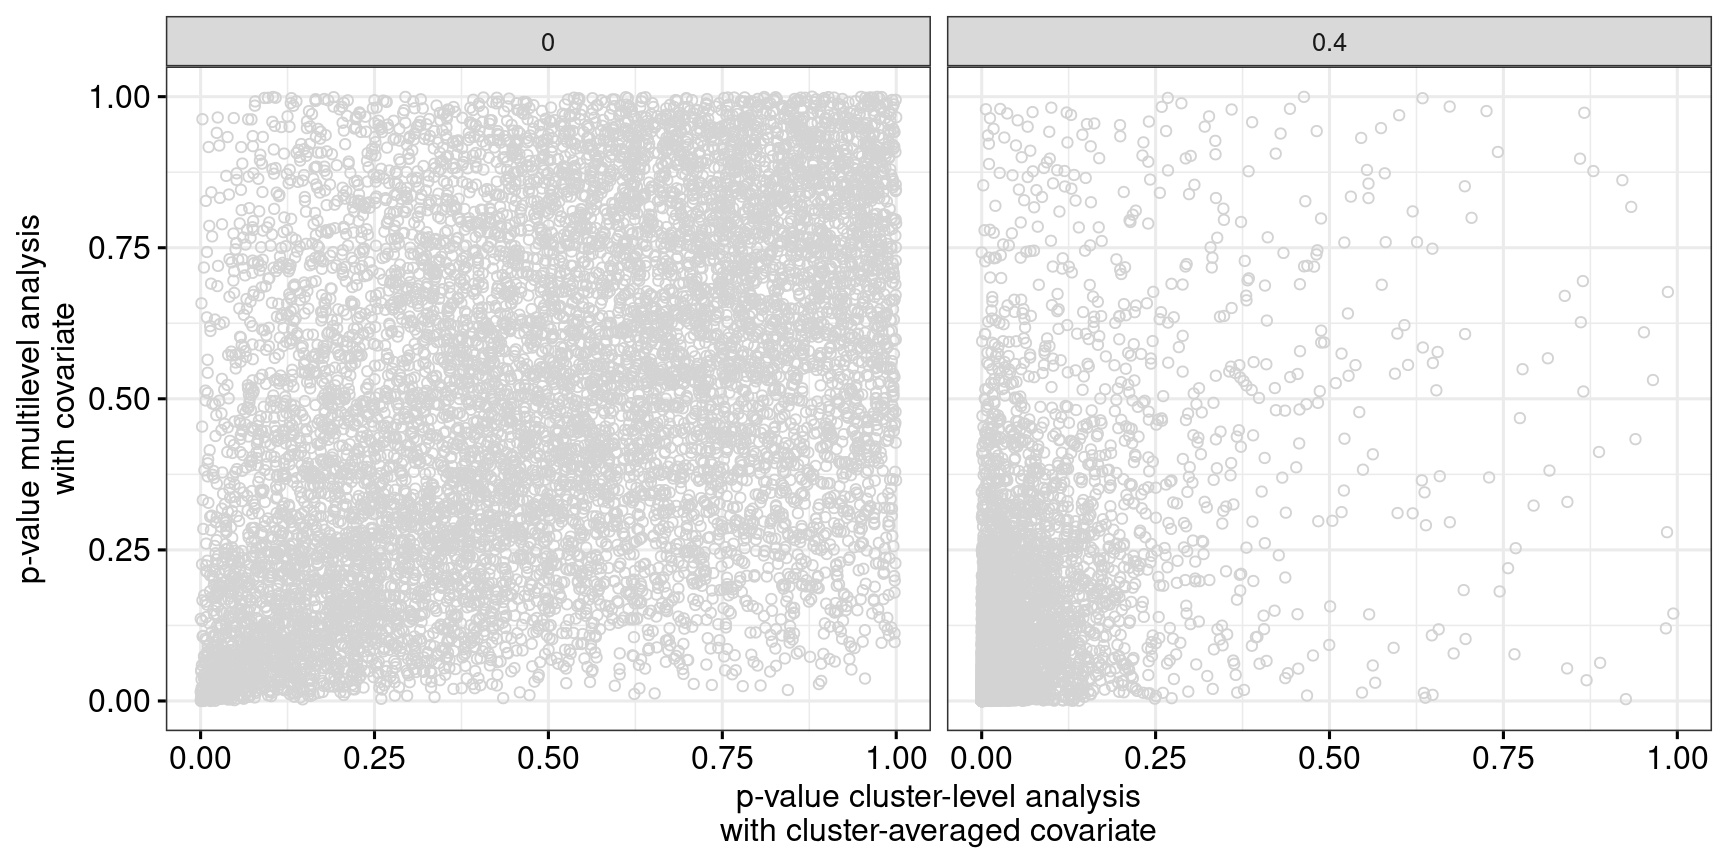 0
0.4
p-value multilevel analysis
with covariate
1.00
0.75
0.50
0.25
0.00
0.00 0.25 0.50 0.75 1.00
0.00 0.25 0.50 0.75 1.00
p-value cluster-level analysis
with cluster-averaged covariate